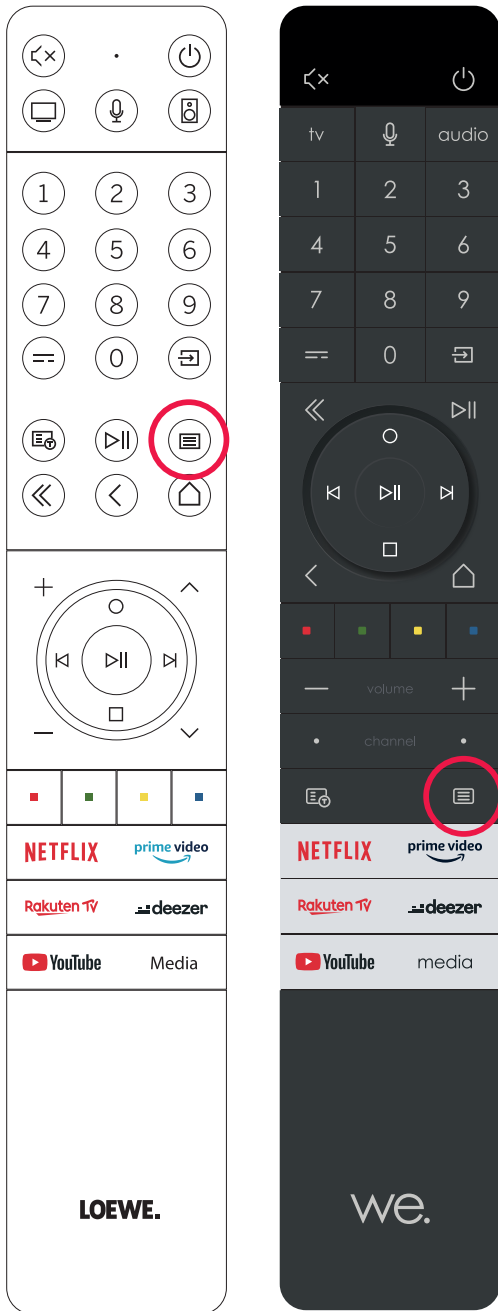 1 2 3
4 5 6
7 8 9
0
T
NETFLIX prime video
Rakuten TV deezer
YouTube Media
LOEWE.
tv audio
1 2 3
4 5 6
7 8 9
0
volume
channel
T
NETFLIX prime video
Rakuten TV deezer
YouTube media
we.